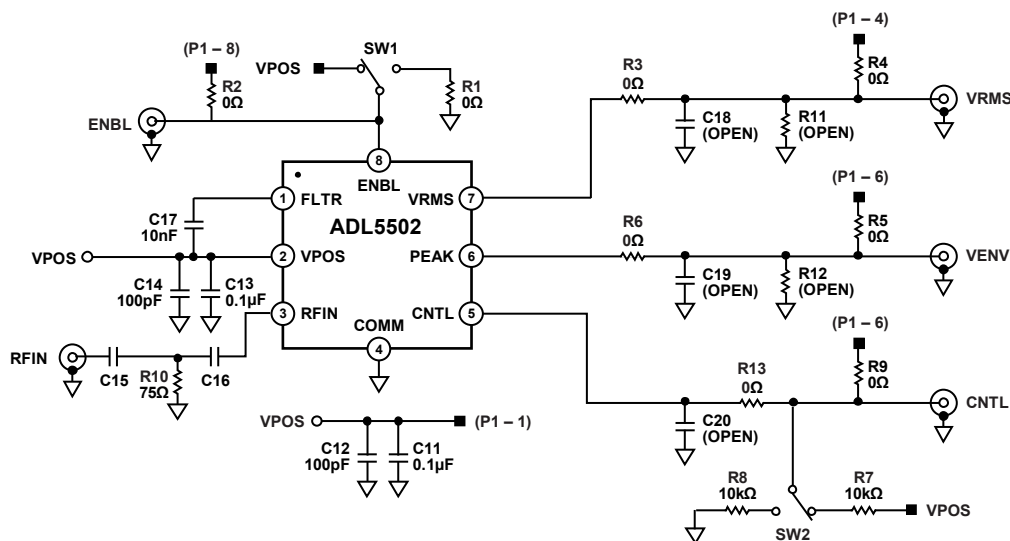 (P1 – 8)
R2
0Ω
ENBL
VPOS
SW1
R1
0Ω
8
ENBL
1
FLTR
VRMS
7
ADL5502
C17
10nF
VPOS
2
VPOS
PEAK
6
C14
100pF
C13
0.1µF
3
RFIN
CNTL
5
COMM
4
RFIN
C15
R10
75Ω
C16
VPOS
(P1 – 1)
C12
100pF
C11
0.1µF
R3
0Ω
C18
(OPEN)
R11
(OPEN)
(P1 – 4)
R4
0Ω
VRMS
R6
0Ω
C19
(OPEN)
R12
(OPEN)
(P1 – 6)
R5
0Ω
VENV
C20
(OPEN)
R13
0Ω
(P1 – 6)
R9
0Ω
CNTL
R8
10kΩ
SW2
R7
10kΩ
VPOS